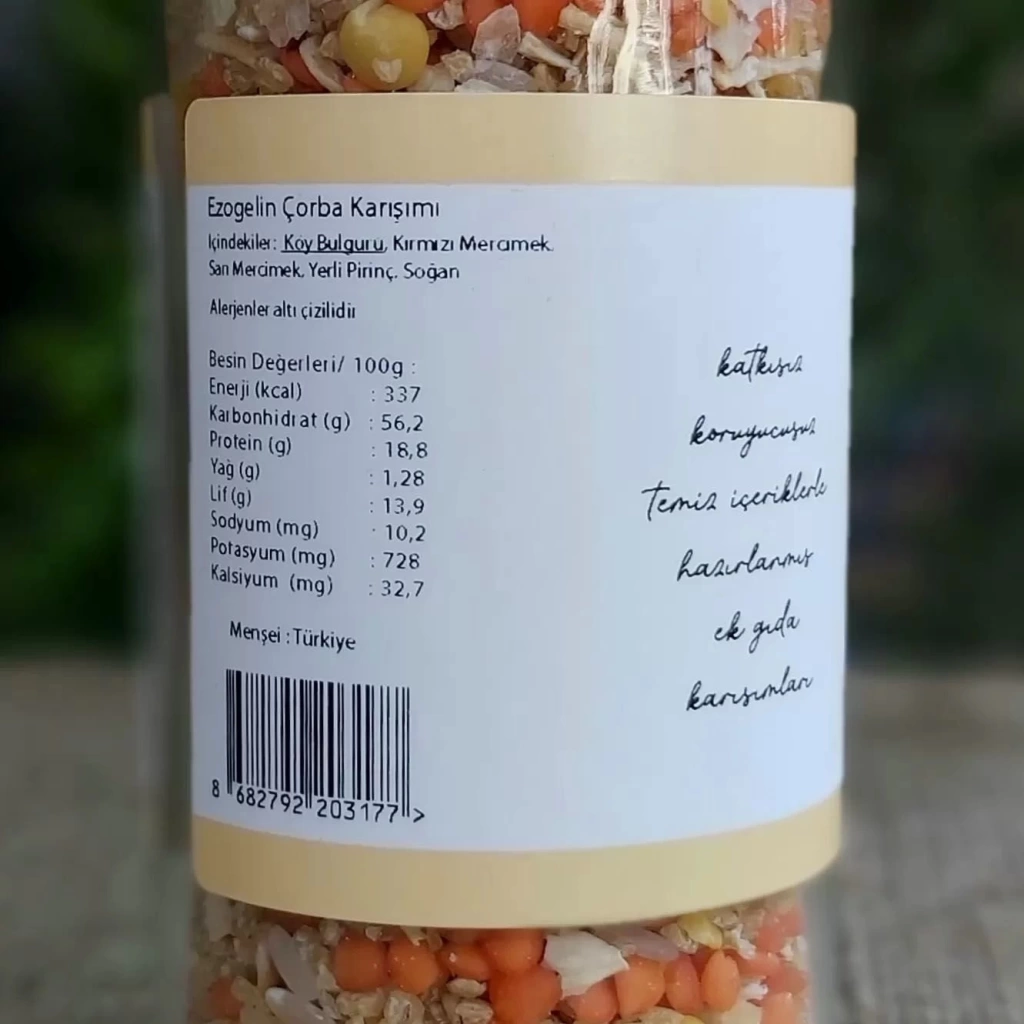 Ezogelin Çorba Karışımı
İçindekiler: Köy Bulguru, Kırmızı Mercimek,
Sarı Mercimek, Yerli Pirinç, Soğan
Alerjenler altı çizilidir
Besin Değerleri/ 100g :
Enerji (kcal) : 337
Karbonhidrat (g) : 56,2
Protein (g) : 18,8
Yağ (g) : 1,28
Lif (g) : 13,9
Sodyum (mg) : 10,2
Potasyum (mg) : 728
Kalsiyum (mg) : 32,7
Menşei : Türkiye
8 682792 203177 >
katkısız
koruyucusuz
Temiz içeriklerle
hazırlanmış
ek gıda
karışımları